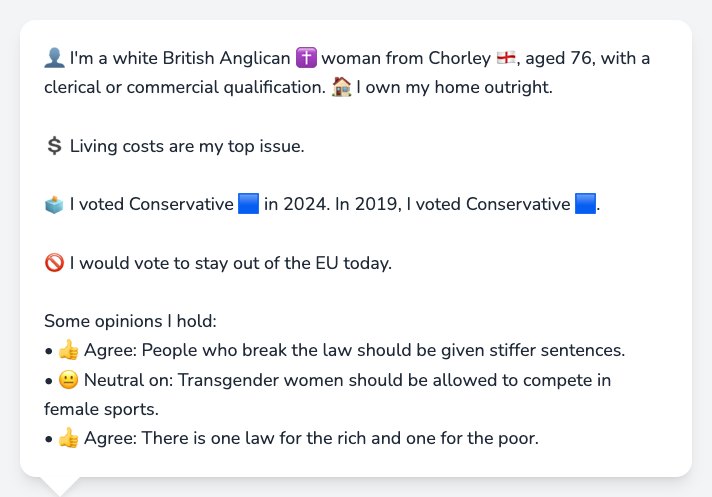 👤 I'm a white British Anglican ✝️ woman from Chorley 🏴󠁧󠁢󠁥󠁮󠁧󠁿, aged 76, with a
clerical or commercial qualification. 🏠 I own my home outright.
💲 Living costs are my top issue.
🗳️ I voted Conservative 🟦 in 2024. In 2019, I voted Conservative 🟦.
🚫 I would vote to stay out of the EU today.
Some opinions I hold:
• 👍 Agree: People who break the law should be given stiffer sentences.
• 😐 Neutral on: Transgender women should be allowed to compete in
female sports.
• 👍 Agree: There is one law for the rich and one for the poor.